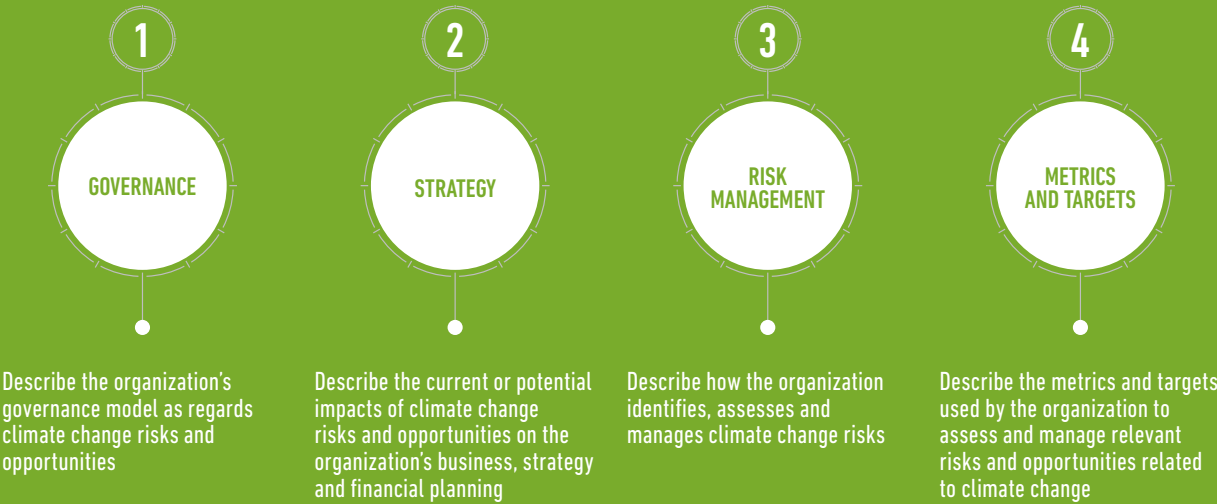 1
GOVERNANCE
Describe the organization's
governance model as regards
climate change risks and
opportunities
2
STRATEGY
Describe the current or potential
impacts of climate change
risks and opportunities on the
organization's business, strategy
and financial planning
3
RISK
MANAGEMENT
Describe how the organization
identifies, assesses and
manages climate change risks
4
METRICS
AND TARGETS
Describe the metrics and targets
used by the organization to
assess and manage relevant
risks and opportunities related
to climate change